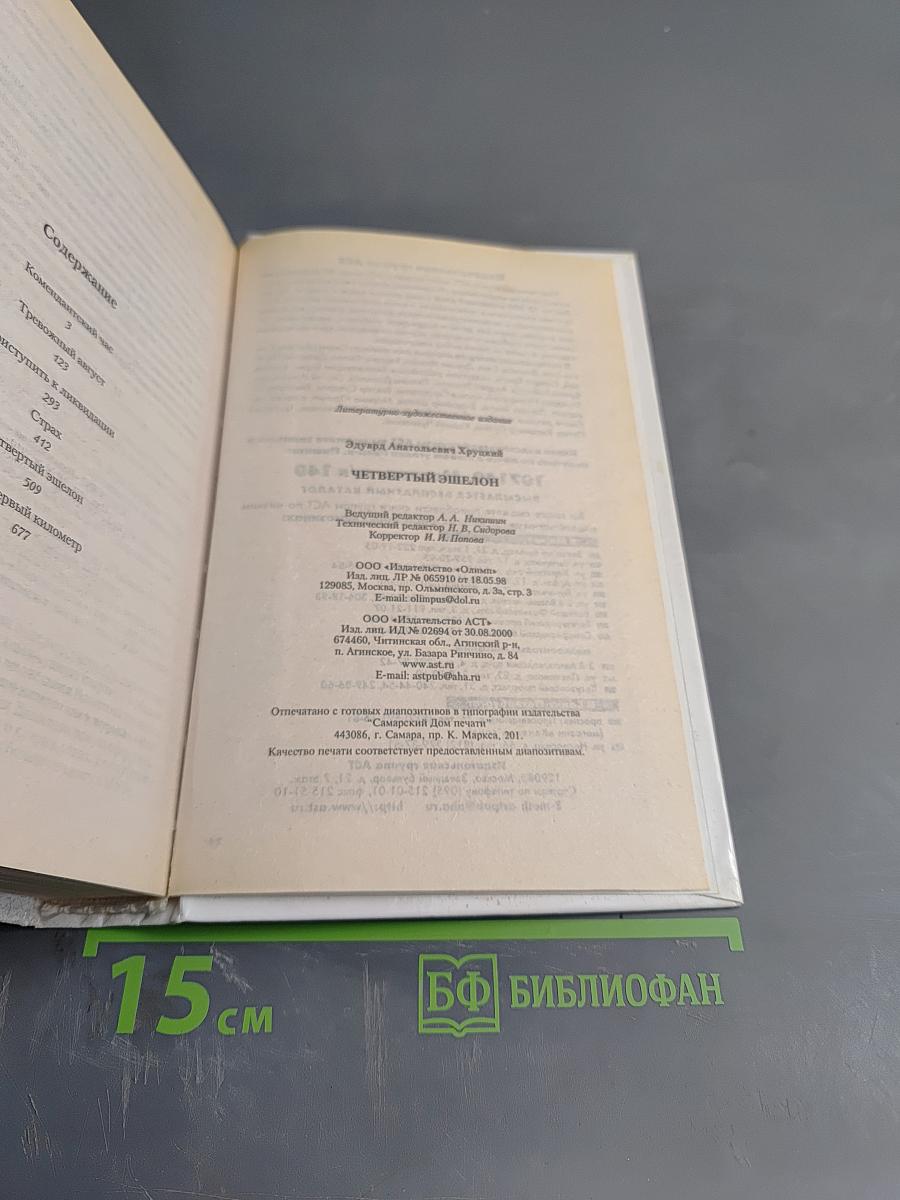 Содержание
Комендантский час
3
Тревожный август
123
к ликвидации
293
Страх
412
эшелон
509
километр
677
Литературно-художественное издание
Эдуард Анатольевич Хруцкий
ЧЕТВЕРТЫЙ ЭШЕЛОН
Ведущий редактор А. А. Никитин
Технический редактор Н. В. Сидорова
Корректор И. И. Попова
ООО «Издательство «Олимп»
Изд. лиц. ЛР № 065910 от 18.05.98
129085, Москва, пр. Ольминского, д. 3а, стр. 3
E-mail: olimpus@dol.ru
ООО «Издательство АСТ»
Изд. лиц. ИД № 02694 от 30.08.2000
674460, Читинская обл., Агинский р-н,
п. Агинское, ул. Базара Ринчино, д. 84
www.ast.ru
E-mail: astpub@aha.ru
Отпечатано с готовых диапозитивов в типографии издательства
"Самарский Дом печати"
443086, г. Самара, пр. К. Маркса, 201.
Качество печати соответствует предоставленным диапозитивам.
15 см
БФ БИБЛИОФАН